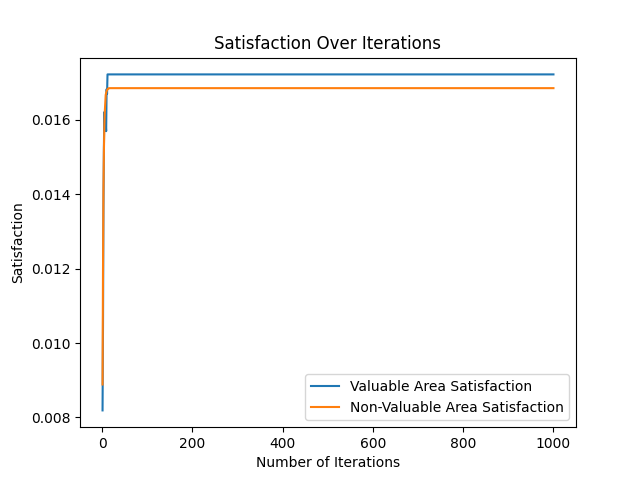 Satisfaction Over Iterations
Satisfaction
0.016
0.014
0.012
0.010
0.008
Valuable Area Satisfaction
Non-Valuable Area Satisfaction
0 200 400 600 800 1000
Number of Iterations